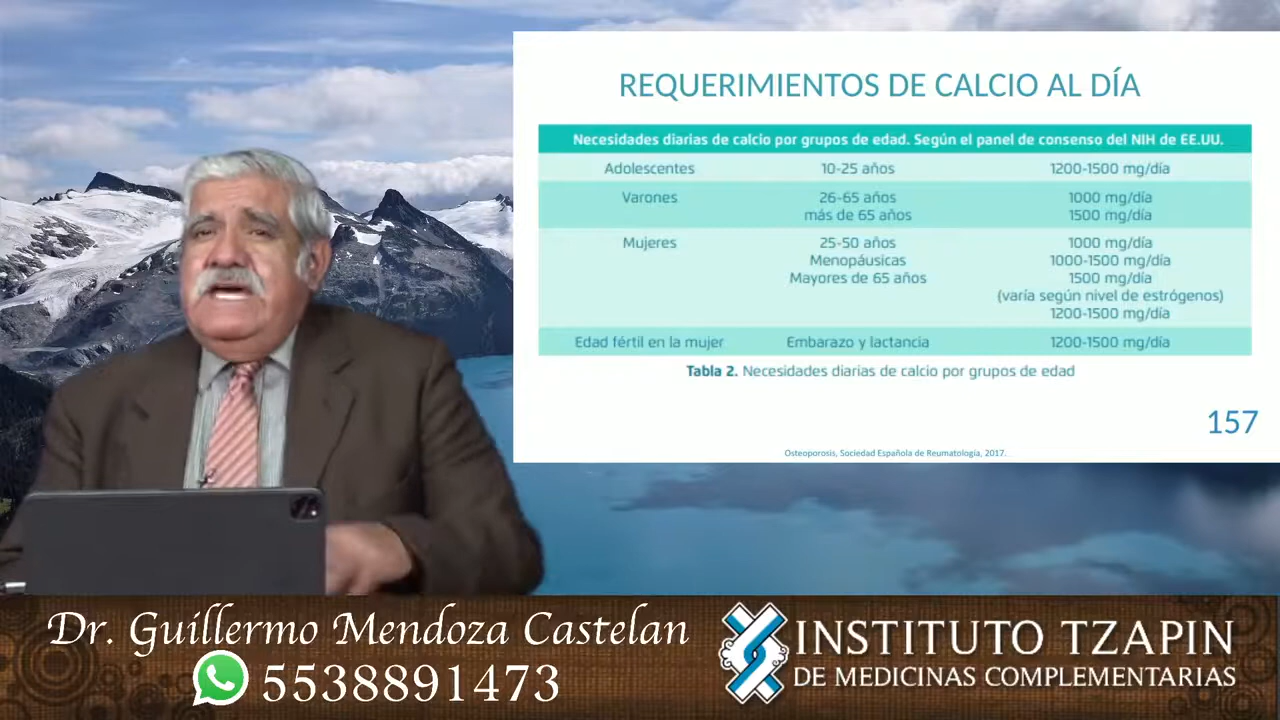 REQUERIMIENTOS DE CALCIO AL DÍA
Necesidades diarias de calcio por grupos de edad. Según el panel de consenso del NIH de EE.UU.
Adolescentes 10-25 años 1200-1500 mg/día
Varones 26-65 años 1000 mg/día
más de 65 años 1500 mg/día
Mujeres 25-50 años 1000 mg/día
Menopáusicas 1000-1500 mg/día
Mayores de 65 años 1500 mg/día
(varía según nivel de estrógenos)
1200-1500 mg/día
Edad fértil en la mujer Embarazo y lactancia 1200-1500 mg/día
Tabla 2. Necesidades diarias de calcio por grupos de edad
157
Osteoporosis, Sociedad Española de Reumatología, 2017.
Dr. Guillermo Mendoza Castelan
5538891473
INSTITUTO TZAPIN
DE MEDICINAS COMPLEMENTARIAS